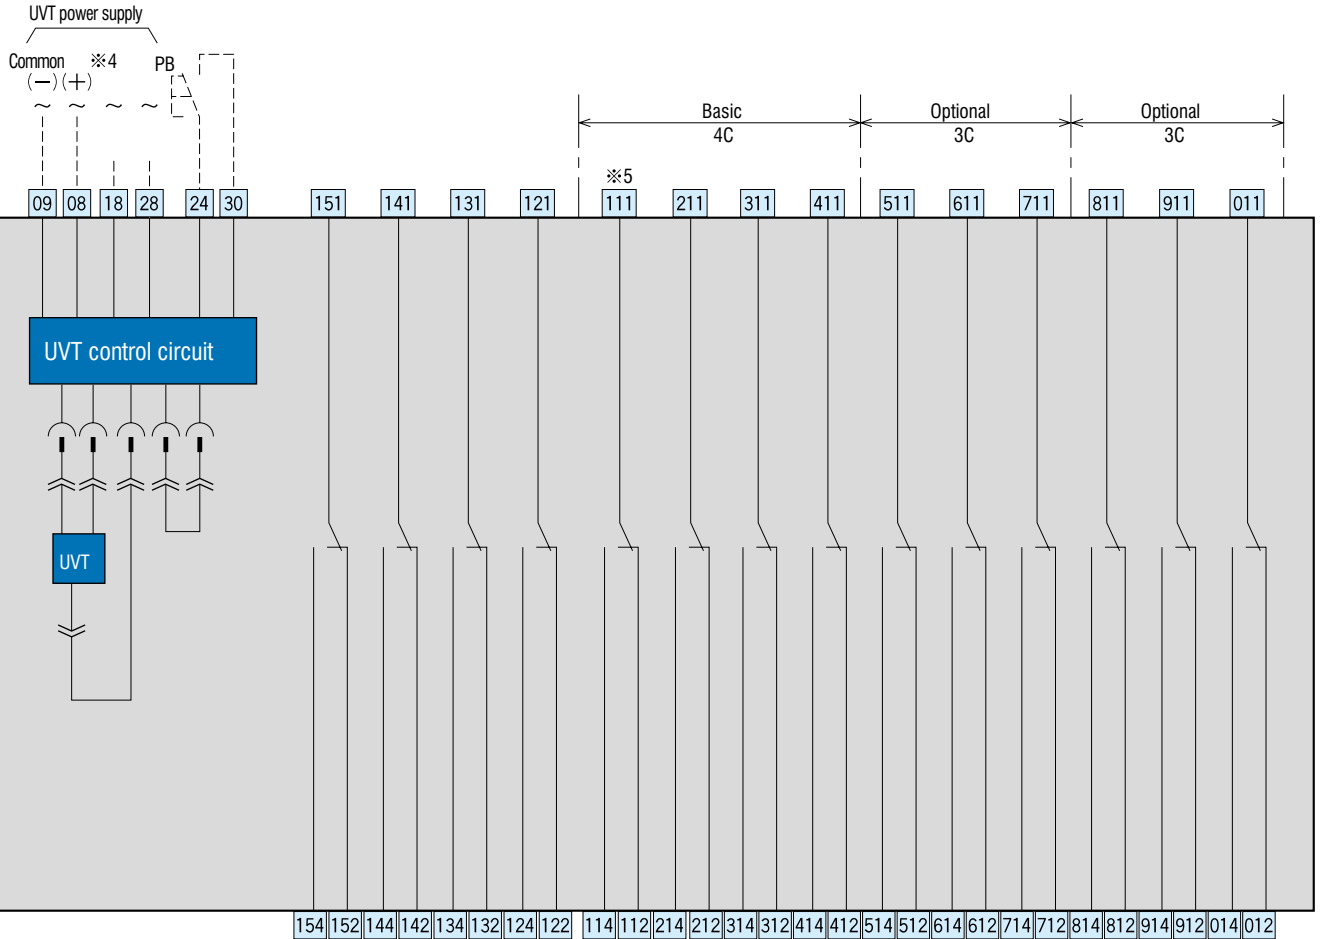 UVT power supply
Common ※4 PB
(—) (+)
~ ~ ~ ~
Basic Optional Optional
4C 3C 3C
※5
09 08 18 28 24 30 151 141 131 121 111 211 311 411 511 611 711 811 911 011
UVT control circuit
UVT
154 152 144 142 134 132 124 122 114 112 214 212 314 312 414 412 514 512 614 612 714 712 814 812 914 912 014 012